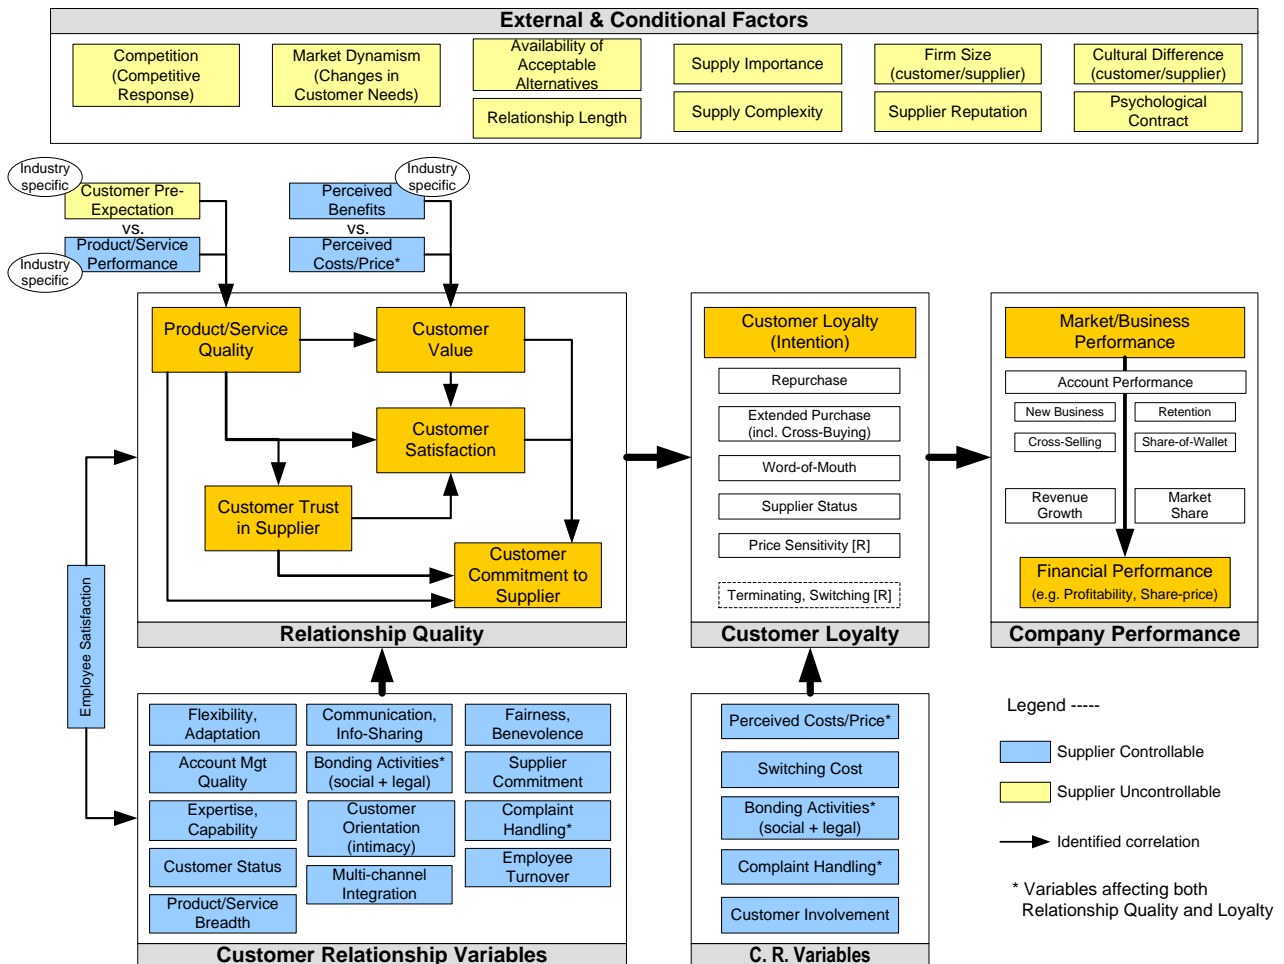 External & Conditional Factors
Competition
(Competitive
Response)
Market Dynamism
(Changes in
Customer Needs)
Availability of
Acceptable
Alternatives
Relationship Length
Supply Importance
Supply Complexity
Firm Size
(customer/supplier)
Supplier Reputation
Cultural Difference
(customer/supplier)
Psychological
Contract
Industry
specific
Customer Pre-
Expectation
vs.
Product/Service
Performance
Industry
specific
Perceived
Benefits
Industry
specific
vs.
Perceived
Costs/Price*
Product/Service
Quality
Customer
Value
Customer
Satisfaction
Customer Trust
in Supplier
Customer
Commitment to
Supplier
Relationship Quality
Customer Loyalty
(Intention)
Repurchase
Extended Purchase
(incl. Cross-Buying)
Word-of-Mouth
Supplier Status
Price Sensitivity [R]
Terminating, Switching [R]
Customer Loyalty
Market/Business
Performance
Account Performance
New Business
Retention
Cross-Selling
Share-of-Wallet
Revenue
Growth
Market
Share
Financial Performance
(e.g. Profitability, Share-price)
Company Performance
Employee Satisfaction
Flexibility,
Adaptation
Account Mgt
Quality
Expertise,
Capability
Customer Status
Product/Service
Breadth
Communication,
Info-Sharing
Bonding Activities*
(social + legal)
Customer
Orientation
(intimacy)
Multi-channel
Integration
Fairness,
Benevolence
Supplier
Commitment
Complaint
Handling*
Employee
Turnover
Customer Relationship Variables
Perceived Costs/Price*
Switching Cost
Bonding Activities*
(social + legal)
Complaint Handling*
Customer Involvement
C. R. Variables
Legend -----
Supplier Controllable
Supplier Uncontrollable
Identified correlation
* Variables affecting both
Relationship Quality and Loyalty